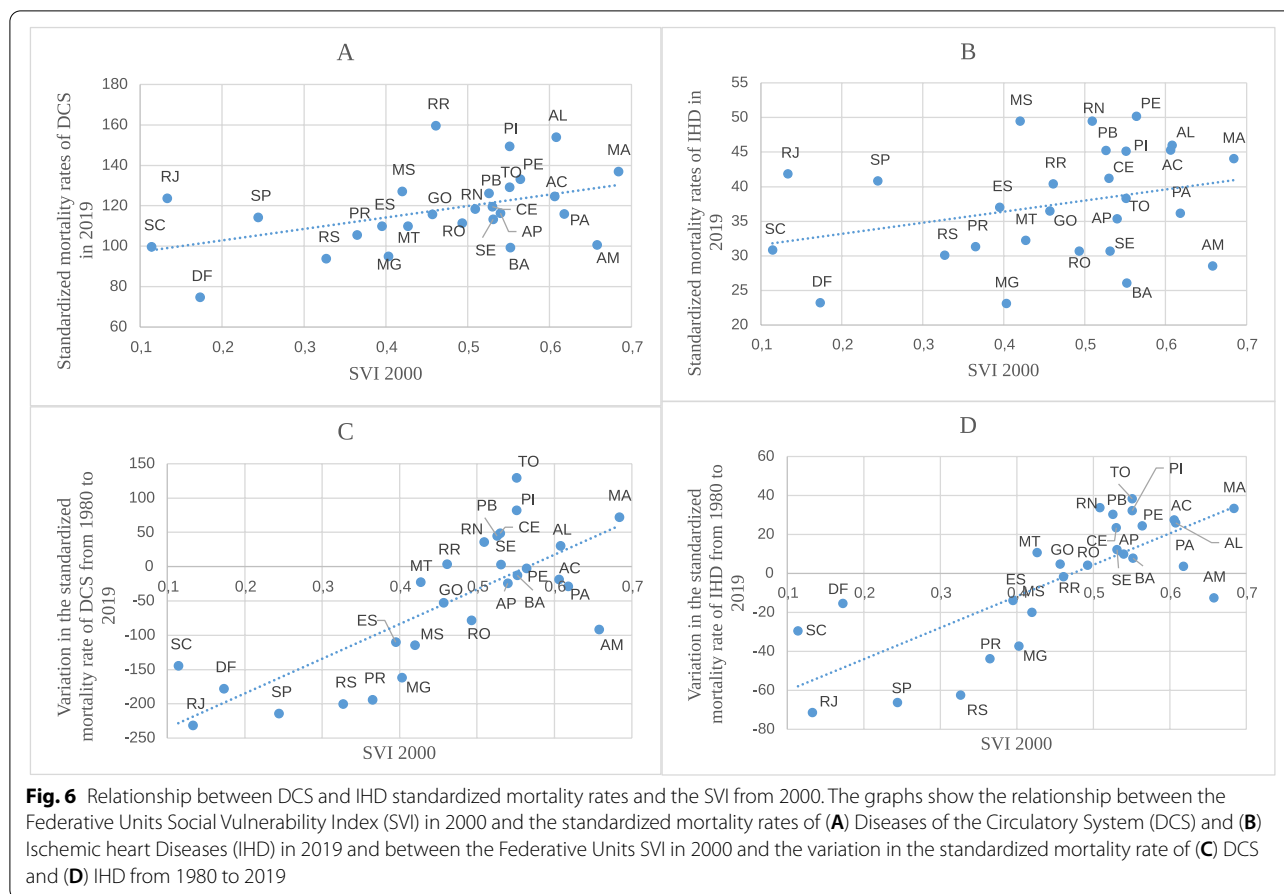 A
Standardized mortality rates of DCS
in 2019
180
160
140
120
100
80
60
RR
AL
PI
MA
RJ
MS
TO
PE
PB
AC
SP
ES
GO
RN
CE
PR
PA
SC
RS
MT
RO
AP
MG
SE
BA
AM
DF
0,1 0,2 0,3 0,4 0,5 0,6 0,7
SVI 2000
B
Standardized mortality rates of IHD in
2019
55
50
45
40
35
30
25
20
MS
RN
PE
PB
PI
AL
MA
RJ
SP
RR
CE
AC
ES
TO
PA
SC
PR
MT
GO
AP
RS
RO
SE
AM
DF
MG
BA
0,1 0,2 0,3 0,4 0,5 0,6 0,7
SVI 2000
C
Variation in the standardized
mortality rate of DCS from 1980 to
2019
150
100
50
0
-50
-100
-150
-200
-250
TO
PB
PI
MA
RN
CE
AL
RR
SE
MT
PE
AC
GO
AP
BA
PA
ES
MS
RO
AM
SC
DF
RS
PR
MG
RJ
SP
0,1 0,2 0,3 0,4 0,5 0,6 0,7
SVI 2000
D
Variation in the standardized
mortality rate of IHD from 1980 to
2019
60
40
20
0
-20
-40
-60
-80
TO
PI
RN
PB
PE
AC
MA
MT
CE
AP
AL
GO
RO
SE
BA
PA
ES
MS
RR
AM
DF
SC
PR
MG
RJ
SP
RS
0,1 0,2 0,3 0,4 0,5 0,6 0,7
SVI 2000
Fig. 6 Relationship between DCS and IHD standardized mortality rates and the SVI from 2000. The graphs show the relationship between the
Federative Units Social Vulnerability Index (SVI) in 2000 and the standardized mortality rates of (A) Diseases of the Circulatory System (DCS) and (B)
Ischemic heart Diseases (IHD) in 2019 and between the Federative Units SVI in 2000 and the variation in the standardized mortality rate of (C) DCS
and (D) IHD from 1980 to 2019